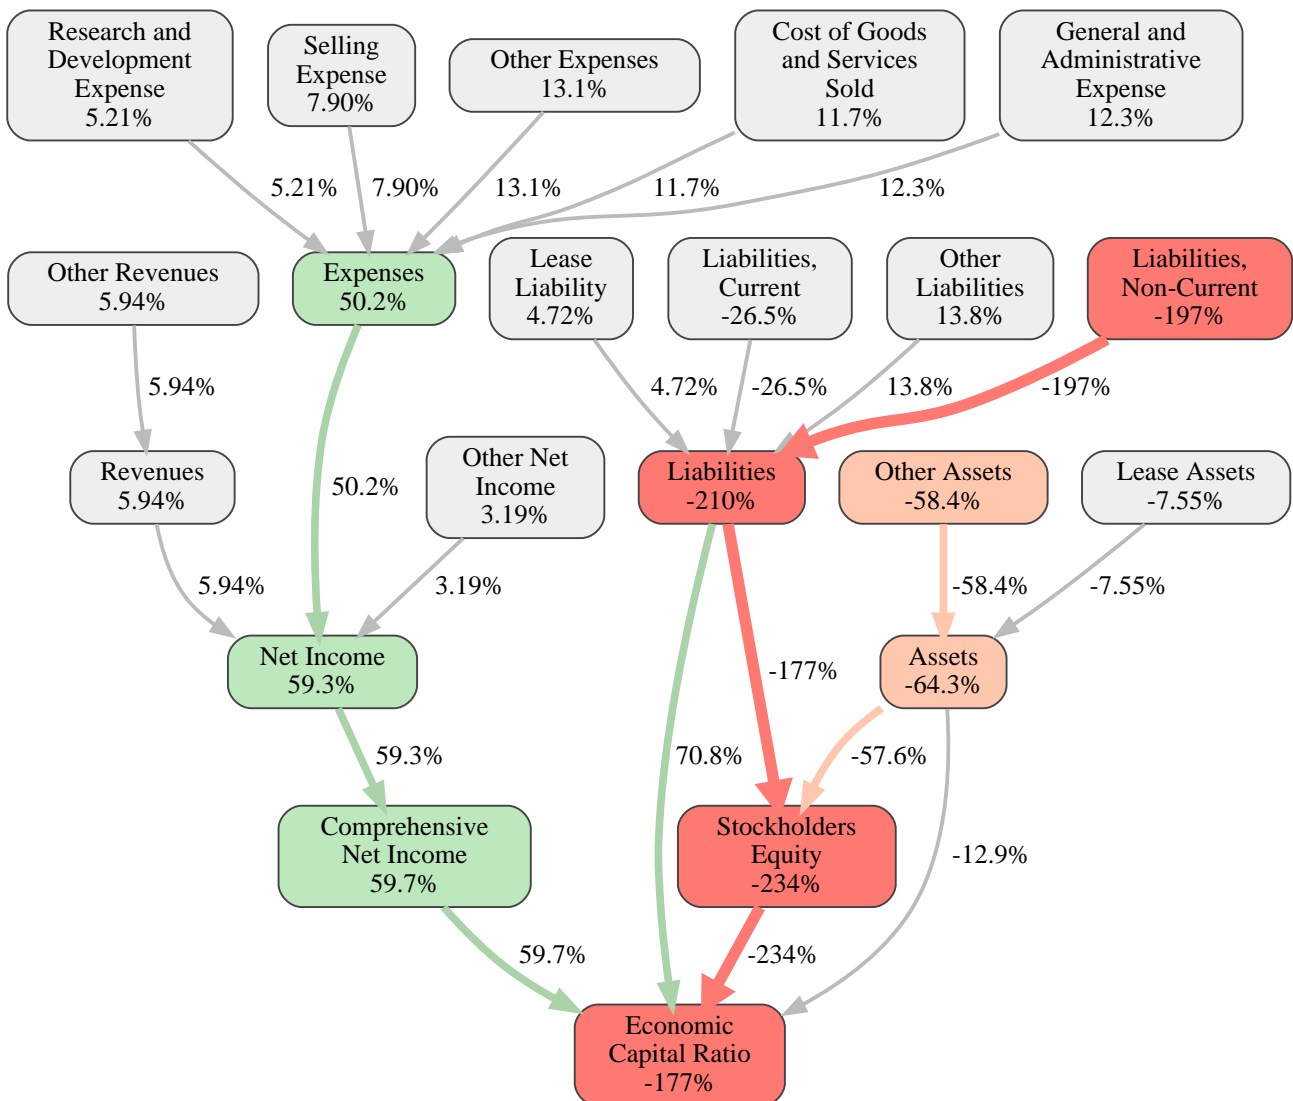 Research and
Development
Expense
5.21%
Selling
Expense
7.90%
Other Expenses
13.1%
Cost of Goods
and Services
Sold
11.7%
General and
Administrative
Expense
12.3%
5.21%
7.90%
13.1%
11.7%
12.3%
Other Revenues
5.94%
Expenses
50.2%
Lease
Liability
4.72%
Liabilities,
Current
-26.5%
Other
Liabilities
13.8%
Liabilities,
Non-Current
-197%
5.94%
4.72%
-26.5%
13.8%
-197%
Revenues
5.94%
50.2%
Other Net
Income
3.19%
Liabilities
-210%
Other Assets
-58.4%
Lease Assets
-7.55%
5.94%
3.19%
-58.4%
-7.55%
Net Income
59.3%
-177%
Assets
-64.3%
59.3%
70.8%
-57.6%
Comprehensive
Net Income
59.7%
Stockholders
Equity
-234%
-12.9%
59.7%
-234%
Economic
Capital Ratio
-177%